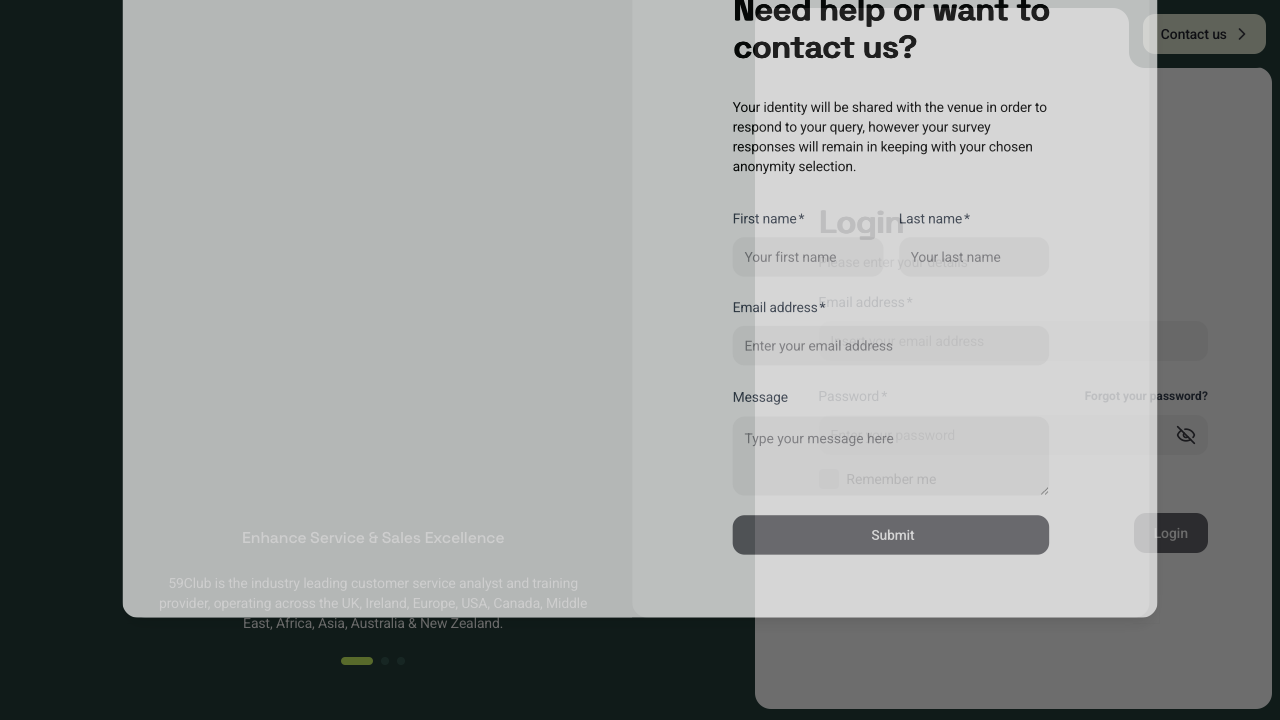 Need help or want to
contact us?
Contact us
Your identity will be shared with the venue in order to
respond to your query, however your survey
responses will remain in keeping with your chosen
anonymity selection.
First name*
Last name*
Your first name
Your last name
Email address*
Enter your email address
Message
Type your message here
Submit
Login
Please enter your details
Email address*
Enter your email address
Password*
Forgot your password?
Enter your password
Remember me
Login
Enhance Service & Sales Excellence
59Club is the industry leading customer service analyst and training
provider, operating across the UK, Ireland, Europe, USA, Canada, Middle
East, Africa, Asia, Australia & New Zealand.